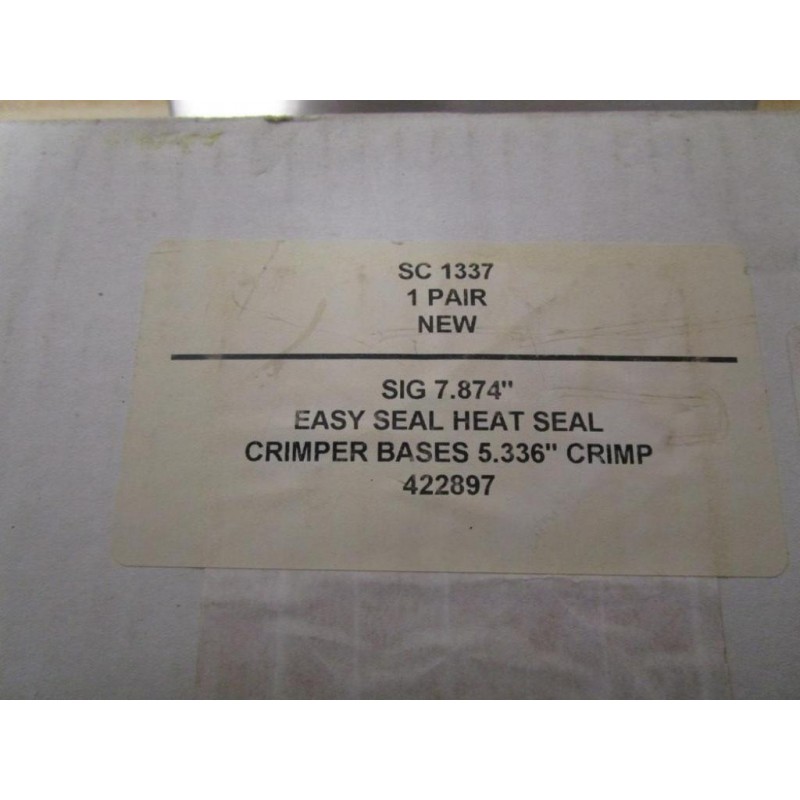 SC 1337
1 PAIR
NEW
SIG 7.874"
EASY SEAL HEAT SEAL
CRIMPER BASES 5.336" CRIMP
422897